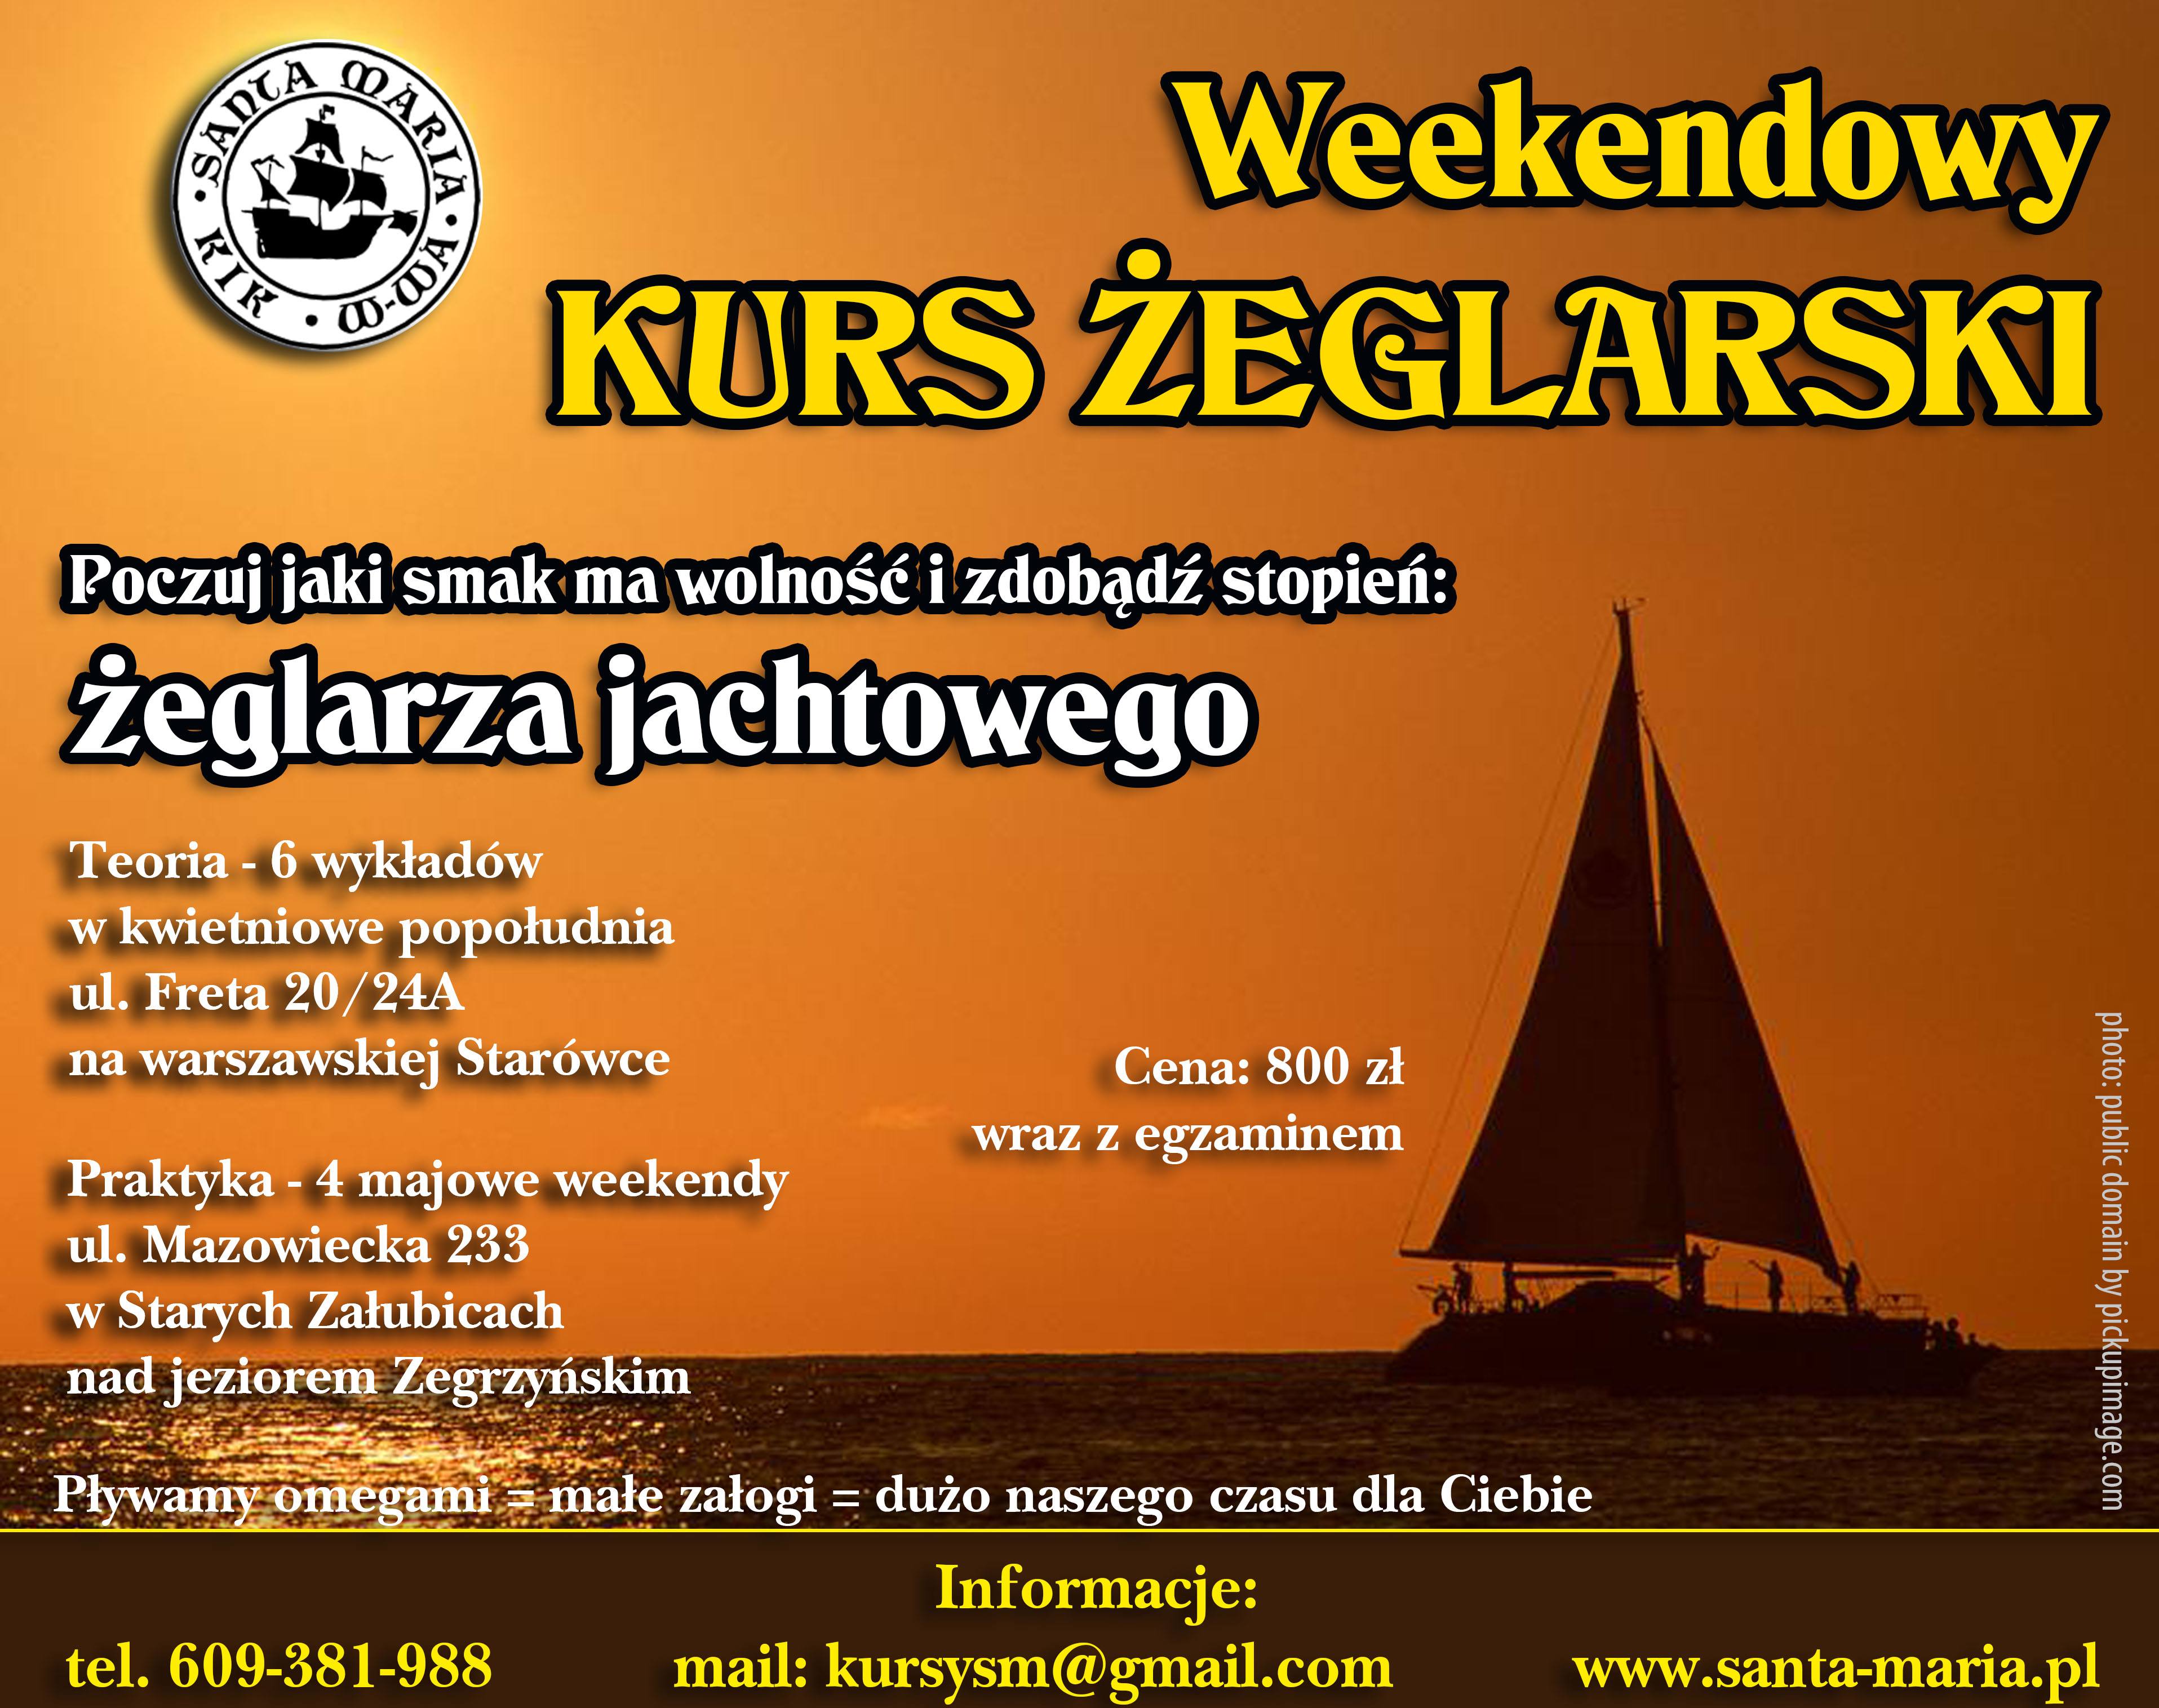 SANTA MARIA · W-WA · KIK ·
Weekendowy
KURS ŻEGLARSKI
Poczuj jaki smak ma wolność i zdobądź stopień:
żeglarza jachtowego
Teoria - 6 wykładów
w kwietniowe popołudnia
ul. Freta 20/24A
na warszawskiej Starówce
Cena: 800 zł
wraz z egzaminem
Praktyka - 4 majowe weekendy
ul. Mazowiecka 233
w Starych Załubicach
nad jeziorem Zegrzyńskim
photo: public domain by pickupimage.com
Pływamy omegami = małe załogi = dużo naszego czasu dla Ciebie
Informacje:
tel. 609-381-988 mail: kursysm@gmail.com www.santa-maria.pl